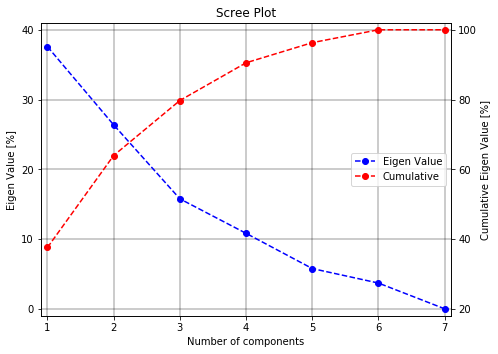 Scree Plot
Eigen Value [%]
40
30
20
10
0
Eigen Value
Cumulative
100
80
60
40
20
Cumulative Eigen Value [%]
1 2 3 4 5 6 7
Number of components